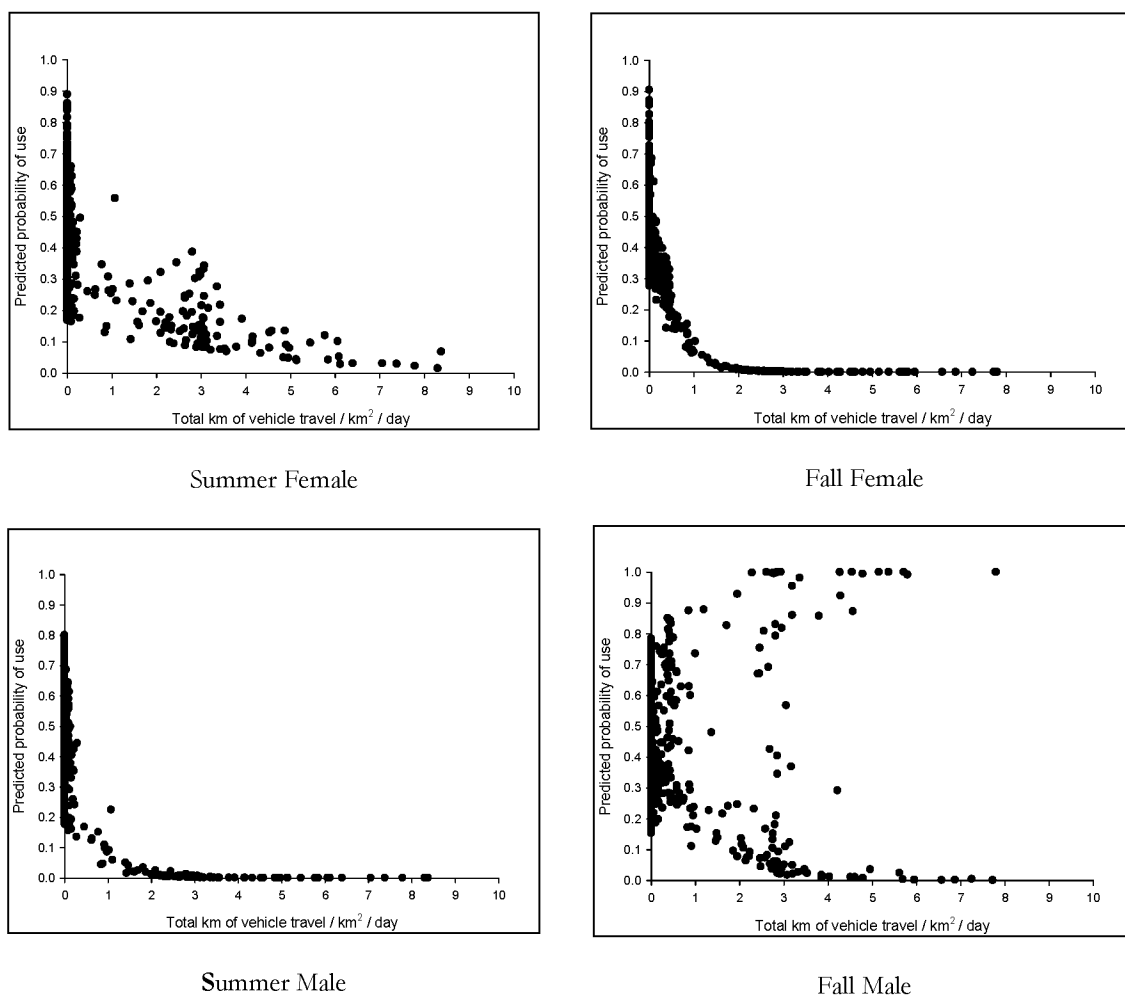 1.0
0.9
0.8
0.7
0.6
0.5
0.4
0.3
0.2
0.1
0.0
Predicted probability of use
0 1 2 3 4 5 6 7 8 9 10
Total km of vehicle travel / km² / day
Summer Female
1.0
0.9
0.8
0.7
0.6
0.5
0.4
0.3
0.2
0.1
0.0
Predicted probability of use
0 1 2 3 4 5 6 7 8 9 10
Total km of vehicle travel / km² / day
Fall Female
1.0
0.9
0.8
0.7
0.6
0.5
0.4
0.3
0.2
0.1
0.0
Predicted probability of use
0 1 2 3 4 5 6 7 8 9 10
Total km of vehicle travel / km² / day
Summer Male
1.0
0.9
0.8
0.7
0.6
0.5
0.4
0.3
0.2
0.1
0.0
Predicted probability of use
0 1 2 3 4 5 6 7 8 9 10
Total km of vehicle travel / km² / day
Fall Male